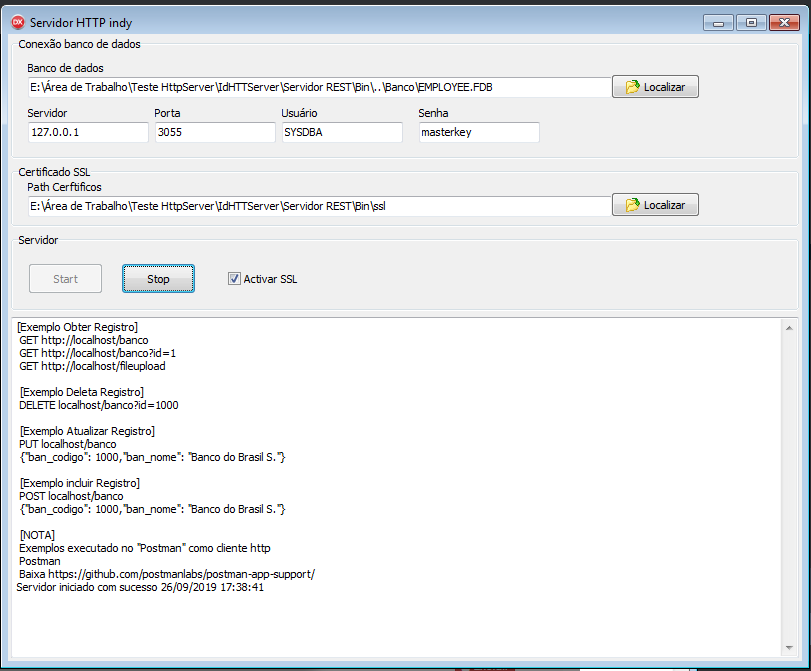 Servidor HTTP indy
Conexão banco de dados
Banco de dados
E:\Área de Trabalho\Teste HttpServer\IdHTTServer\Servidor REST\Bin\..\Banco\EMPLOYEE.FDB
Localizar
Servidor Porta Usuário Senha
127.0.0.1 3055 SYSDBA masterkey
Certificado SSL
Path Cerftificos
E:\Área de Trabalho\Teste HttpServer\IdHTTServer\Servidor REST\Bin\ssl
Localizar
Servidor
Start Stop Activar SSL
[Exemplo Obter Registro]
GET http://localhost/banco
GET http://localhost/banco?id=1
GET http://localhost/fileupload
[Exemplo Deleta Registro]
DELETE localhost/banco?id=1000
[Exemplo Atualizar Registro]
PUT localhost/banco
{"ban_codigo": 1000,"ban_nome": "Banco do Brasil S."}
[Exemplo incluir Registro]
POST localhost/banco
{"ban_codigo": 1000,"ban_nome": "Banco do Brasil S."}
[NOTA]
Exemplos executado no "Postman" como cliente http
Postman
Baixa https://github.com/postmanlabs/postman-app-support/
Servidor iniciado com sucesso 26/09/2019 17:38:41